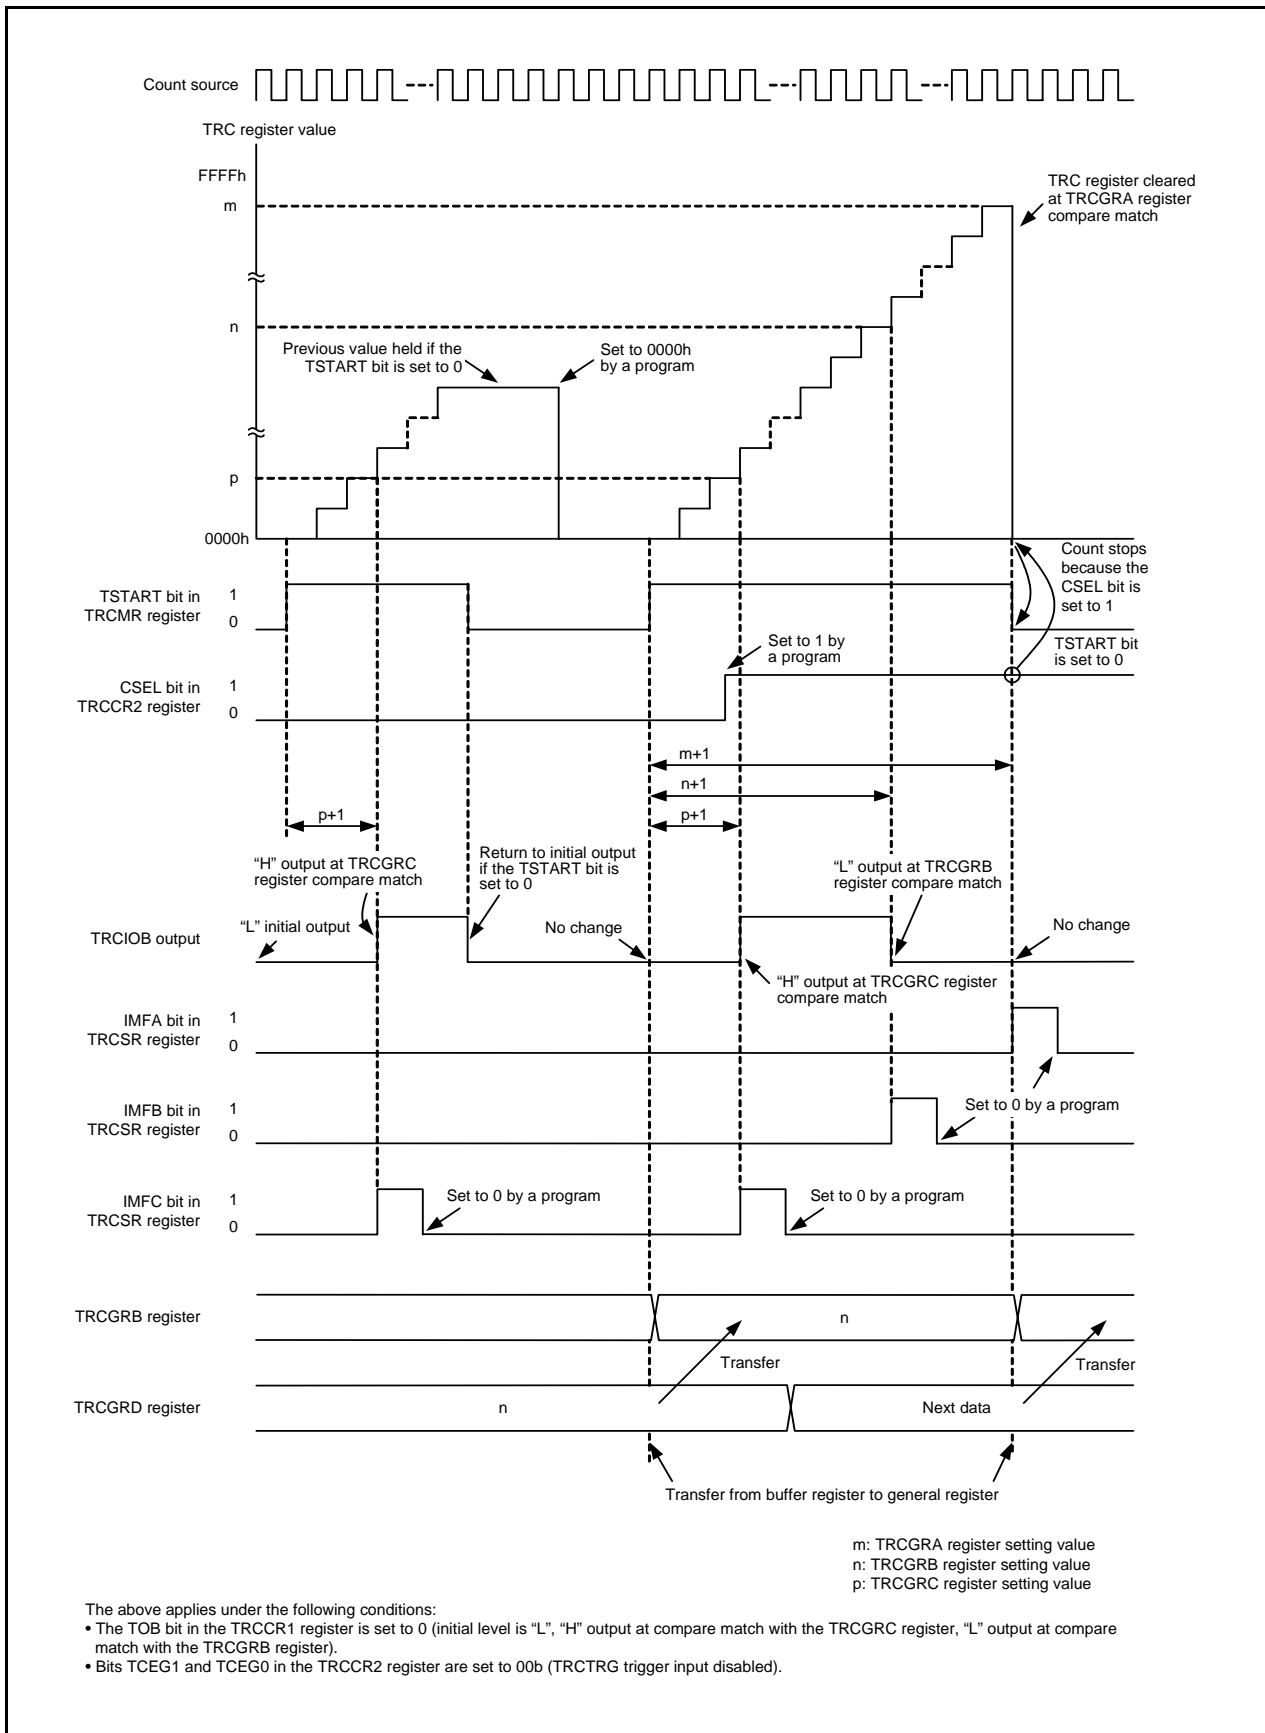 Count source
TRC register value
FFFFh
m
TRC register cleared
at TRCGRA register
compare match
n
Previous value held if the
TSTART bit is set to 0
Set to 0000h
by a program
p
0000h
Count stops
because the
CSEL bit is
set to 1
TSTART bit in
TRCMR register
1
0
TSTART bit
is set to 0
Set to 1 by
a program
CSEL bit in
TRCCR2 register
1
0
m+1
n+1
p+1
p+1
“H” output at TRCGRC
register compare match
Return to initial output
if the TSTART bit is
set to 0
“L” output at TRCGRB
register compare match
“L” initial output
No change
No change
TRCIOB output
“H” output at TRCGRC register
compare match
IMFA bit in
TRCSR register
1
0
Set to 0 by a program
IMFB bit in
TRCSR register
1
0
IMFC bit in
TRCSR register
1
0
Set to 0 by a program
Set to 0 by a program
TRCGRB register
n
Transfer
Transfer
TRCGRD register
n
Next data
Transfer from buffer register to general register
m: TRCGRA register setting value
n: TRCGRB register setting value
p: TRCGRC register setting value
The above applies under the following conditions:
• The TOB bit in the TRCCR1 register is set to 0 (initial level is “L”, “H” output at compare match with the TRCGRC register, “L” output at compare
match with the TRCGRB register).
• Bits TCEG1 and TCEG0 in the TRCCR2 register are set to 00b (TRCTRG trigger input disabled).